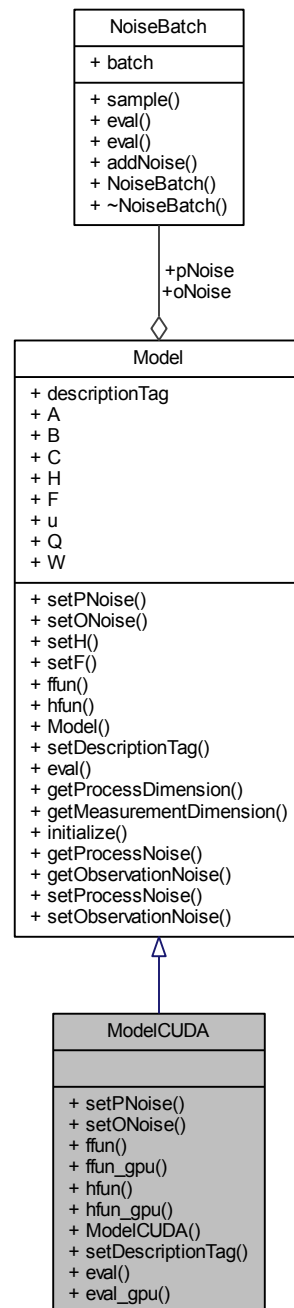 NoiseBatch
+ batch
+ sample()
+ eval()
+ eval()
+ addNoise()
+ NoiseBatch()
+ ~NoiseBatch()
+pNoise
+oNoise
Model
+ descriptionTag
+ A
+ B
+ C
+ H
+ F
+ u
+ Q
+ W
+ setPNoise()
+ setONoise()
+ setH()
+ setF()
+ ffun()
+ hfun()
+ Model()
+ setDescriptionTag()
+ eval()
+ getProcessDimension()
+ getMeasurementDimension()
+ initialize()
+ getProcessNoise()
+ getObservationNoise()
+ setProcessNoise()
+ setObservationNoise()
ModelCUDA
+ setPNoise()
+ setONoise()
+ ffun()
+ ffun_gpu()
+ hfun()
+ hfun_gpu()
+ ModelCUDA()
+ setDescriptionTag()
+ eval()
+ eval_gpu()